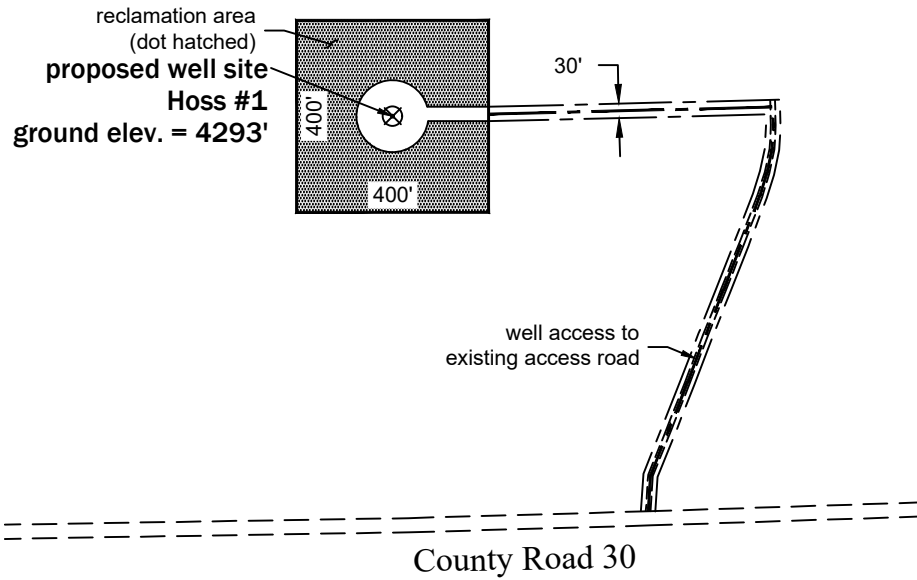 reclamation area
(dot hatched)
proposed well site
Hoss #1
ground elev. = 4293'
30'
400'
400'
well access to
existing access road
County Road 30